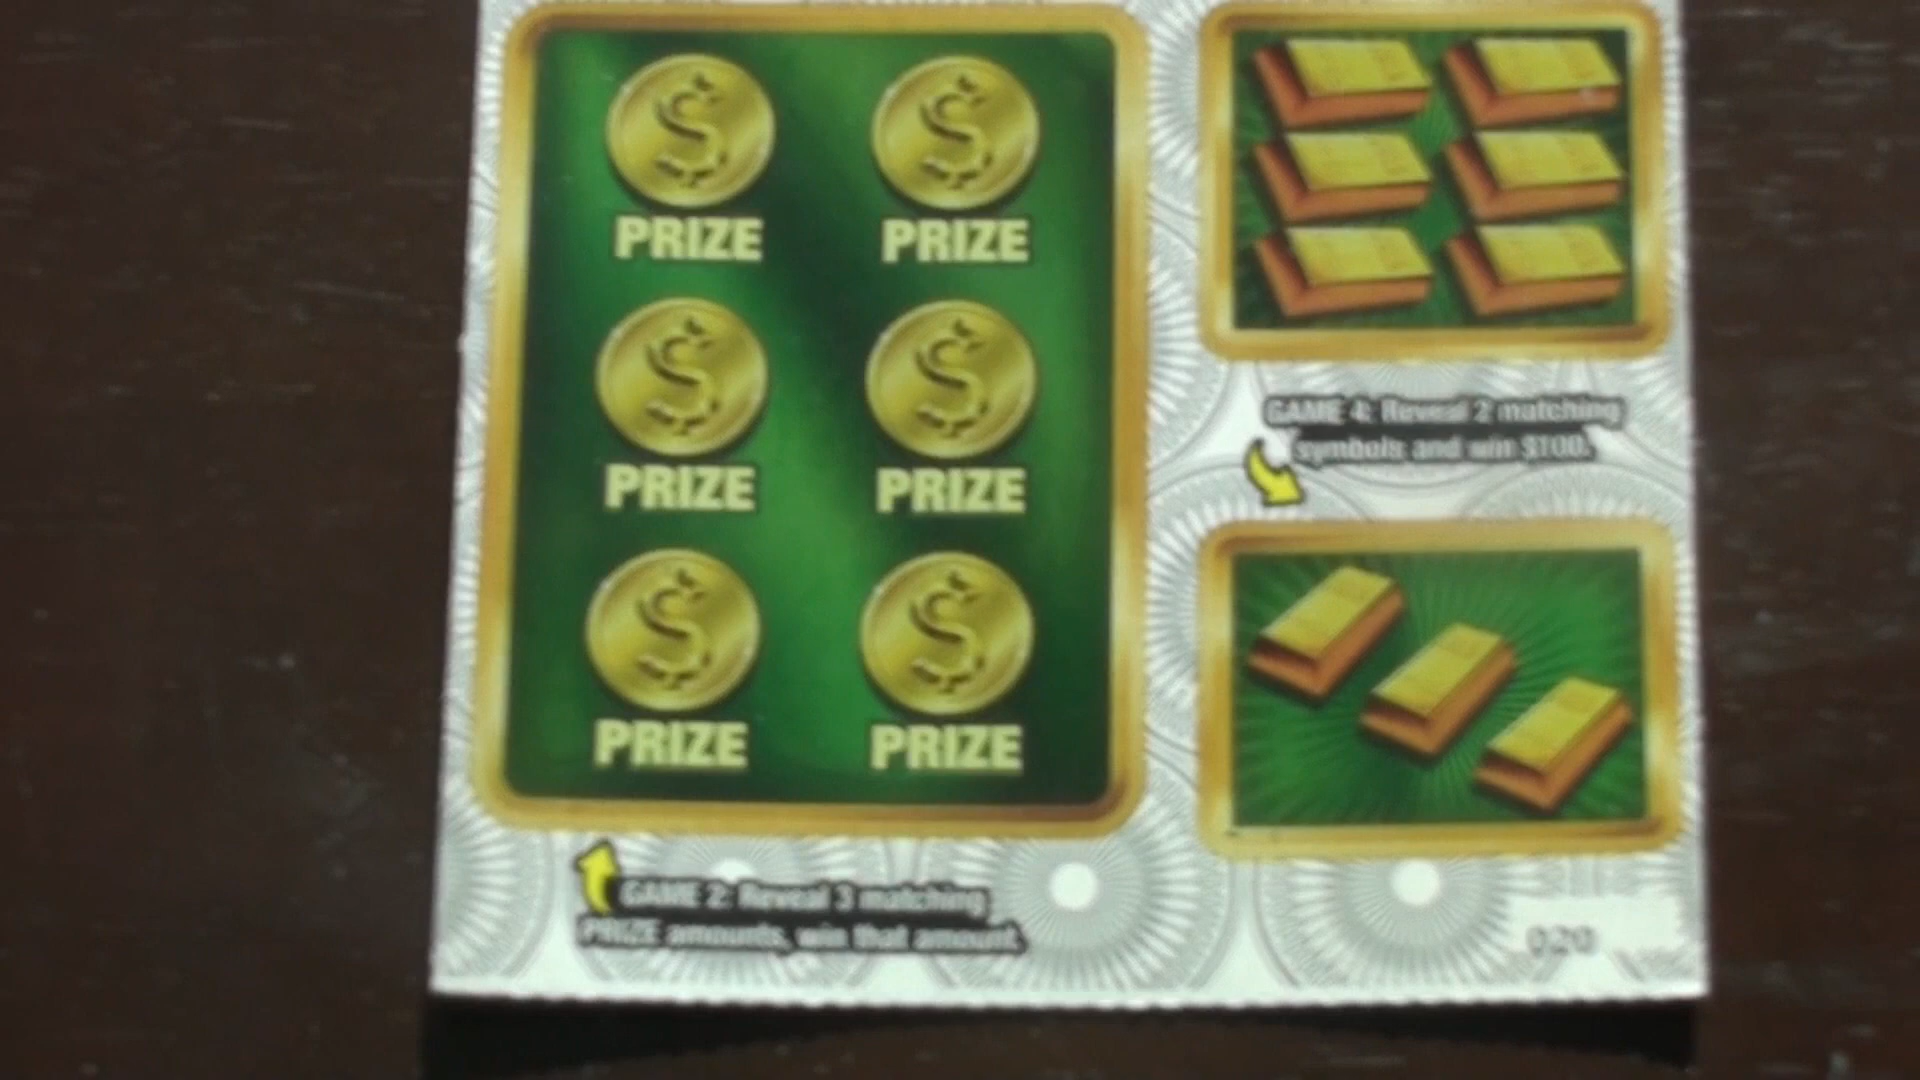 PRIZE PRIZE
PRIZE PRIZE
PRIZE PRIZE
GAME 2: Reveal 3 matching
PRIZE amounts, win that amount.
GAME 4: Reveal 2 matching
symbols and win $100.
020